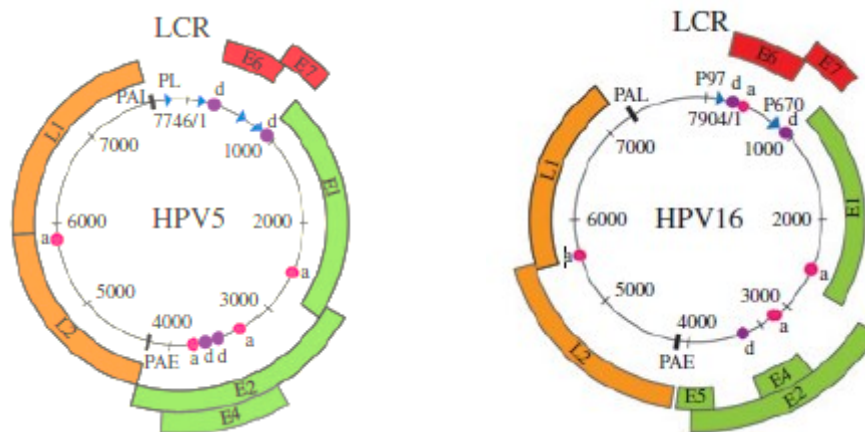 LCR
E6
E7
PL
d
PAL
7746/1
d
1000
L1
7000
E1
6000
HPV5
2000
a
a
5000
3000
L2
4000
a
PAE
a
d
d
E2
E4
LCR
E6
E7
P97
d
a
PAL
P670
7904/1
d
1000
7000
L1
E1
6000
HPV16
2000
a
a
5000
3000
a
4000
L2
PAE
d
E4
E5
E2